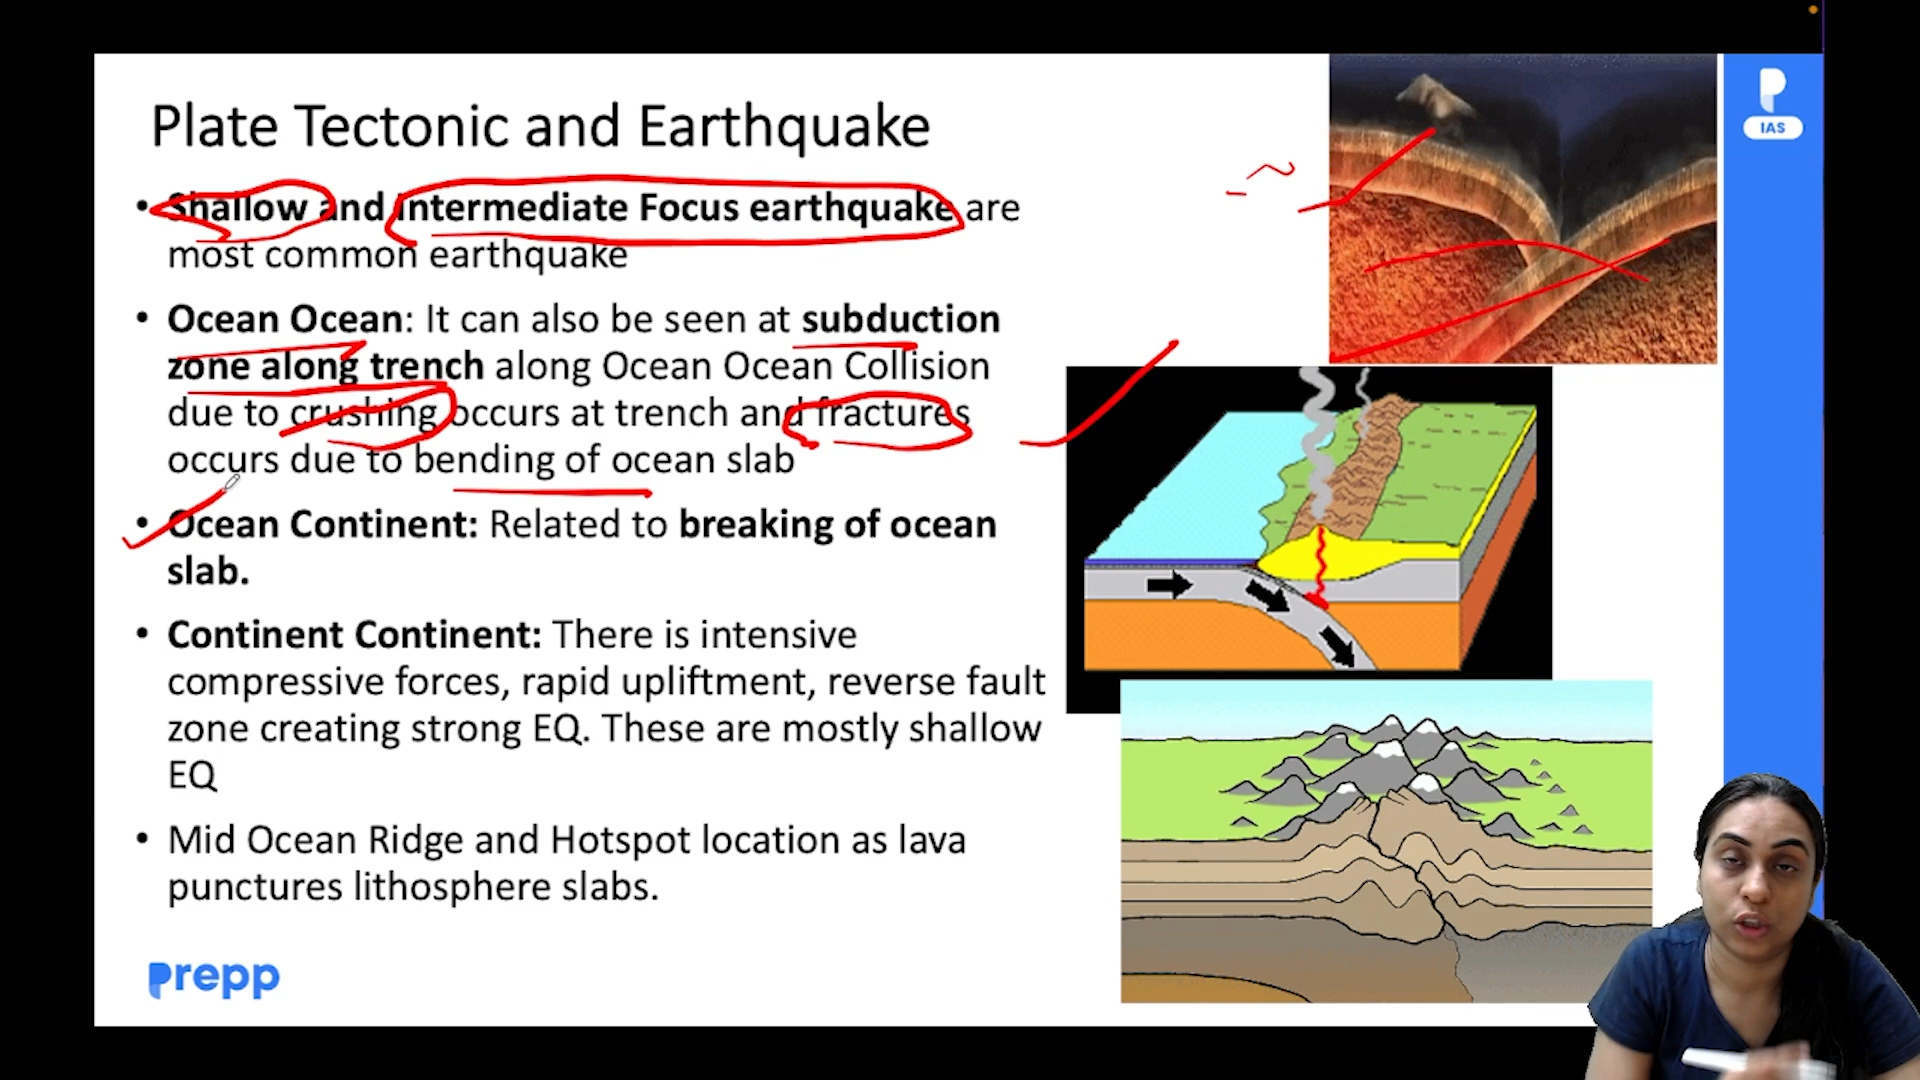 IAS
Plate Tectonic and Earthquake
• Shallow and Intermediate Focus earthquake are
most common earthquake
• Ocean Ocean: It can also be seen at subduction
zone along trench along Ocean Ocean Collision
due to crushing occurs at trench and fractures
occurs due to bending of ocean slab
• Ocean Continent: Related to breaking of ocean
slab.
• Continent Continent: There is intensive
compressive forces, rapid upliftment, reverse fault
zone creating strong EQ. These are mostly shallow
EQ
• Mid Ocean Ridge and Hotspot location as lava
punctures lithosphere slabs.
prepp